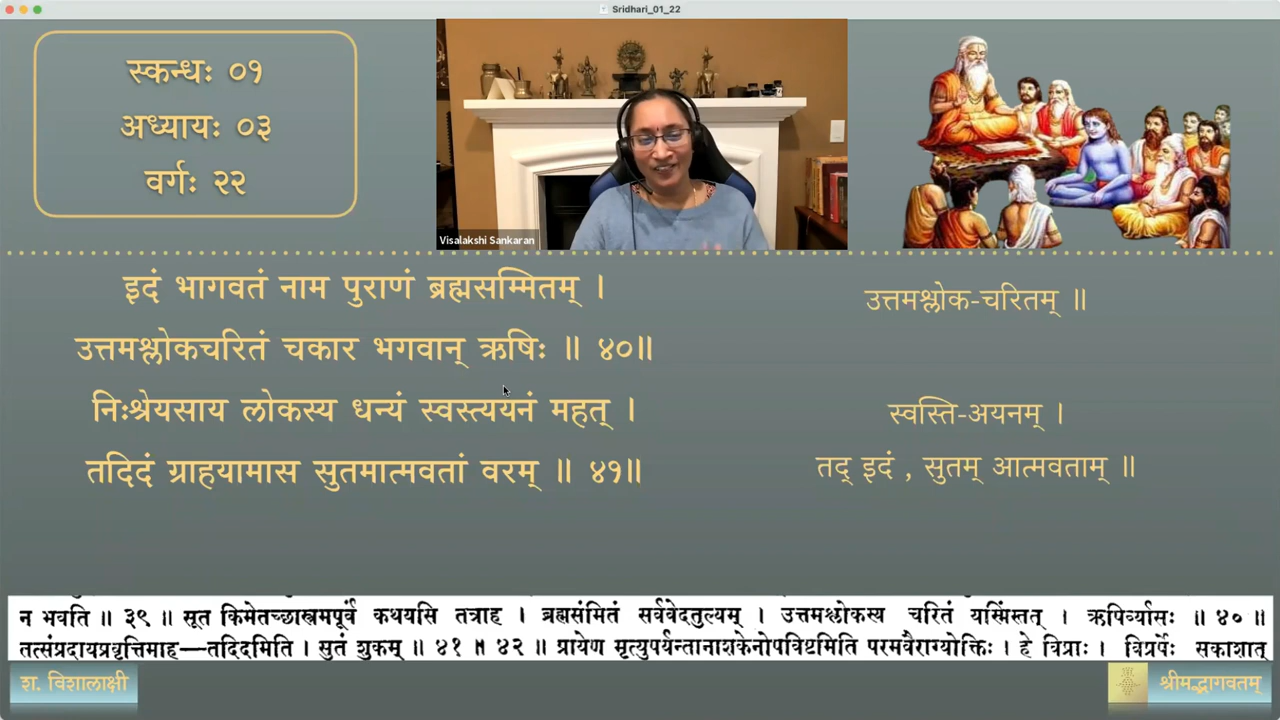 Sridhari_01_22
स्कन्धः ०१
अध्यायः ०३
वर्गः २२
Visalakshi Sankaran
इदं भागवतं नाम पुराणं ब्रह्मसम्मितम् ।
उत्तमश्लोकचरितं चकार भगवान् ऋषिः ॥ ४०॥
निःश्रेयसाय लोकस्य धन्यं स्वस्त्ययनं महत् ।
तदिदं ग्राहयामास सुतमात्मवतां वरम् ॥ ४१॥
उत्तमश्लोक-चरितम् ॥
स्वस्ति-अयनम् ।
तद् इदं , सुतम् आत्मवताम् ॥
न भवति ॥ ३९ ॥ सूत किमेतच्छास्त्रमपूर्वं कथयसि तत्राह । ब्रह्मसंमितं सर्ववेदतुल्यम् । उत्तमश्लोकस्य चरितं यस्मिंस्तत् । ऋषिर्व्यासः ॥ ४० ॥
तत्संप्रदायप्रवृत्तिमाह—तदिदमिति । सुतं शुकम् ॥ ४१ ॥ ४२ ॥ प्रायेण मृत्युपर्यन्तानाशकेनोपविष्टमिति परमवैराग्योक्तिः । हे विप्राः । विप्रर्षेः सकाशात्
श. विशालाक्षी
श्रीमद्भागवतम्